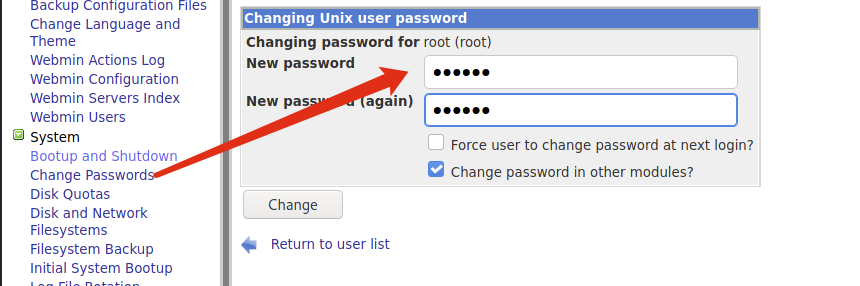 Backup Configuration Files
Change Language and
Theme
Webmin Actions Log
Webmin Configuration
Webmin Servers Index
Webmin Users
System
Bootup and Shutdown
Change Passwords
Disk Quotas
Disk and Network
Filesystems
Filesystem Backup
Initial System Bootup
Log File Rotation
Changing Unix user password
Changing password for root (root)
New password
New password (again)
Force user to change password at next login?
Change password in other modules?
Change
Return to user list